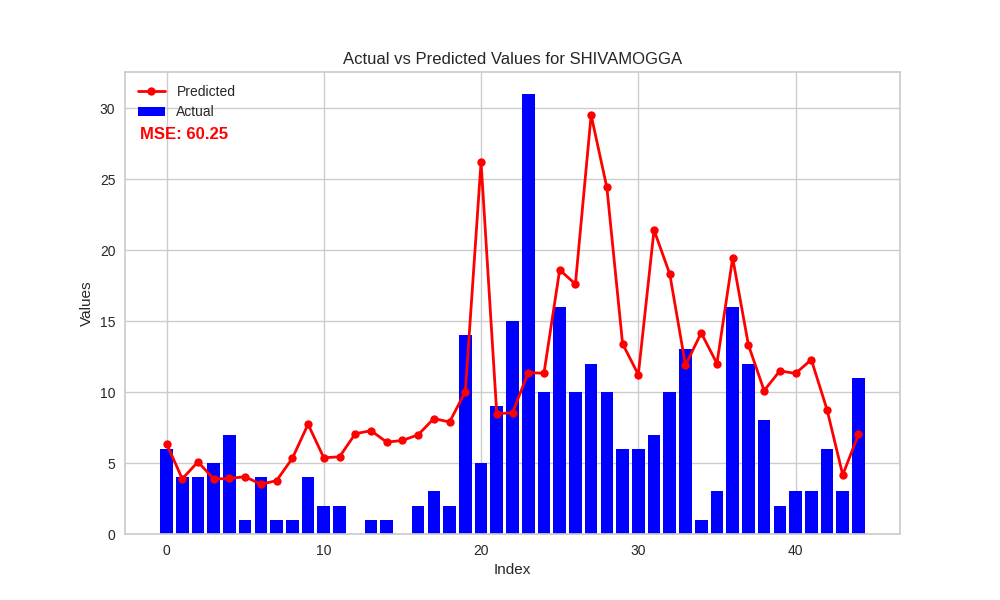 Actual vs Predicted Values for SHIVAMOGGA
Predicted
Actual
MSE: 60.25
Values
30
25
20
15
10
5
0
0 10 20 30 40
Index